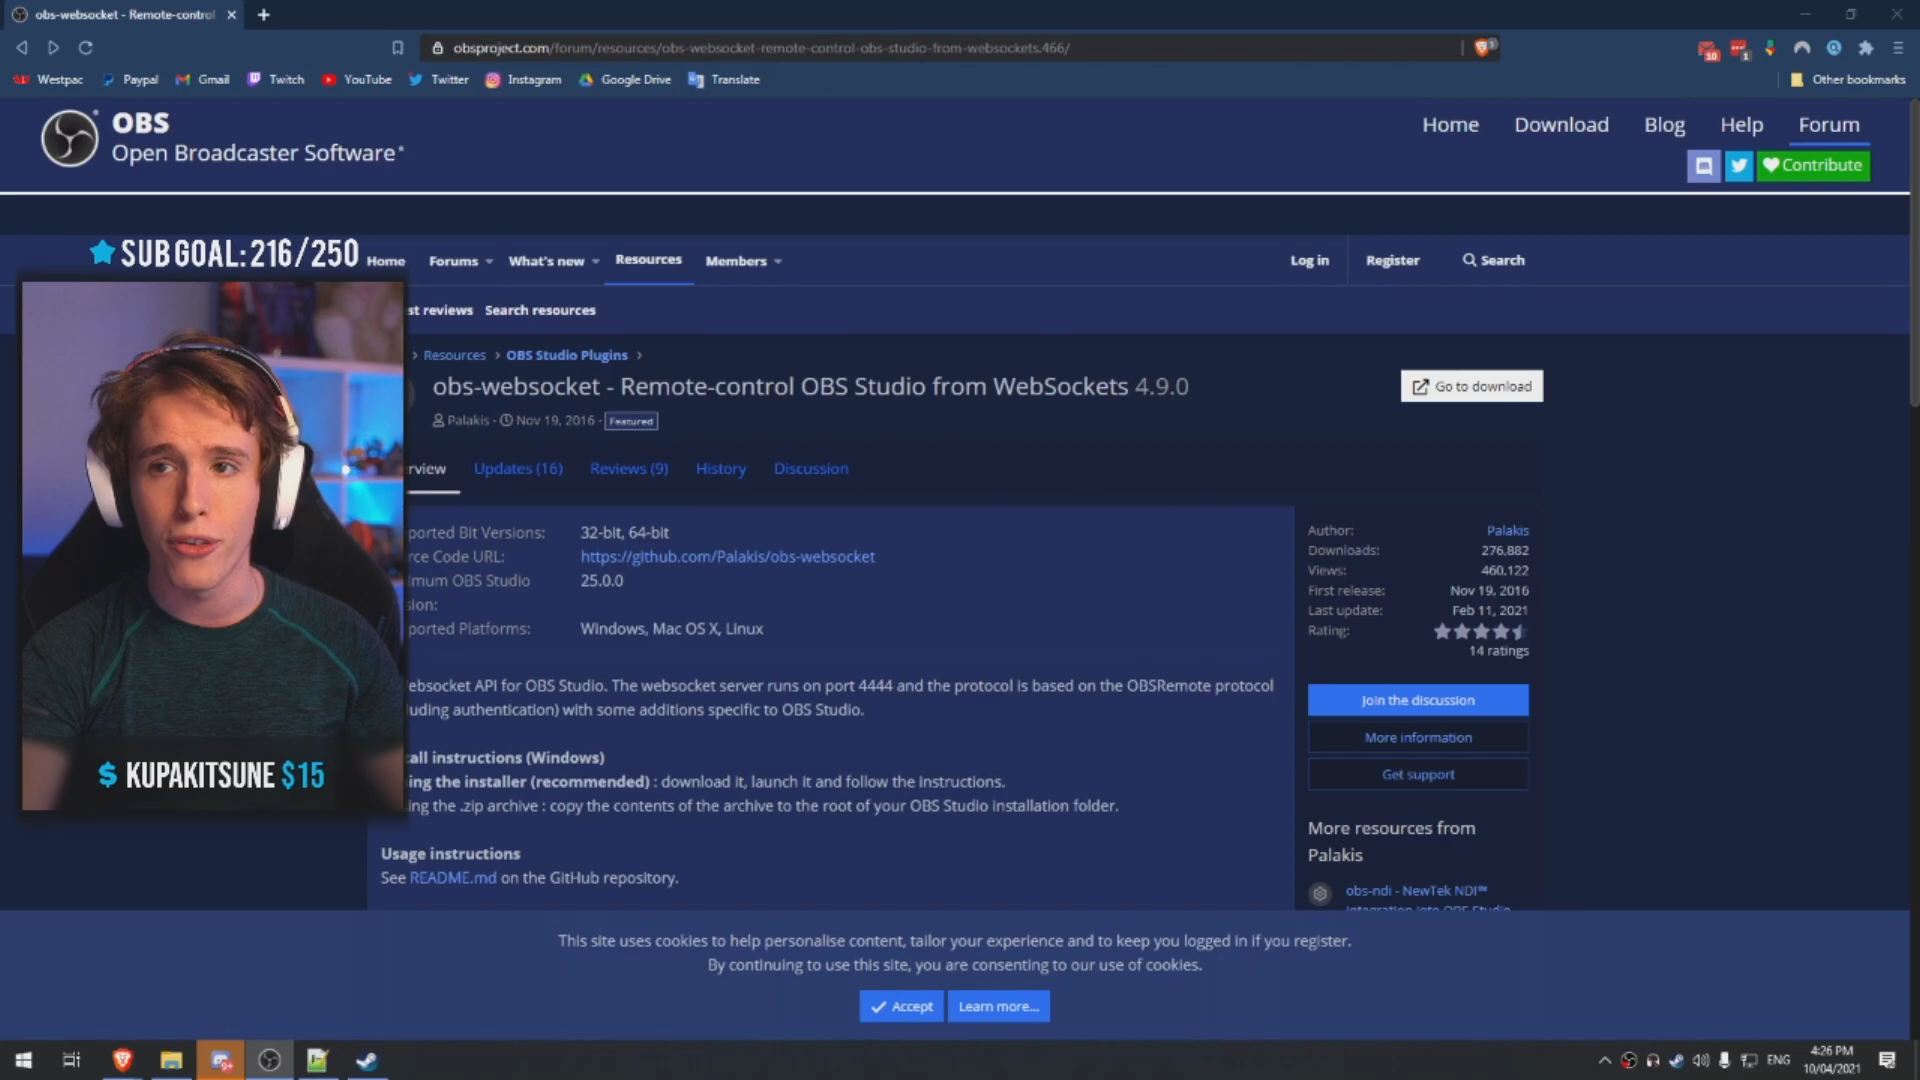 obs-websocket - Remote-control
obsproject.com/forum/resources/obs-websocket-remote-control-obs-studio-from-websockets.466/
1
10
1
Westpac
Paypal
Gmail
Twitch
YouTube
Twitter
Instagram
Google Drive
Translate
Other bookmarks
OBS
Open Broadcaster Software
Home
Download
Blog
Help
Forum
Contribute
SUB GOAL: 216/250
Home
Forums
What's new
Resources
Members
Log in
Register
Search
st reviews
Search resources
Resources
OBS Studio Plugins
obs-websocket - Remote-control OBS Studio from WebSockets 4.9.0
Go to download
Palakis · Nov 19, 2016 · Featured
rview
Updates (16)
Reviews (9)
History
Discussion
ported Bit Versions: 32-bit, 64-bit
rce Code URL: https://github.com/Palakis/obs-websocket
imum OBS Studio 25.0.0
sion:
ported Platforms: Windows, Mac OS X, Linux
ebsocket API for OBS Studio. The websocket server runs on port 4444 and the protocol is based on the OBSRemote protocol
luding authentication) with some additions specific to OBS Studio.
all instructions (Windows)
ing the installer (recommended) : download it, launch it and follow the instructions.
ing the .zip archive : copy the contents of the archive to the root of your OBS Studio installation folder.
Usage instructions
See README.md on the GitHub repository.
Author: Palakis
Downloads: 276,882
Views: 460,122
First release: Nov 19, 2016
Last update: Feb 11, 2021
Rating:
14 ratings
Join the discussion
More information
Get support
More resources from
Palakis
obs-ndi - NewTek NDI™
integration into OBS Studio
$ KUPAKITSUNE $15
This site uses cookies to help personalise content, tailor your experience and to keep you logged in if you register.
By continuing to use this site, you are consenting to our use of cookies.
Accept
Learn more...
ENG
4:26 PM
10/04/2021